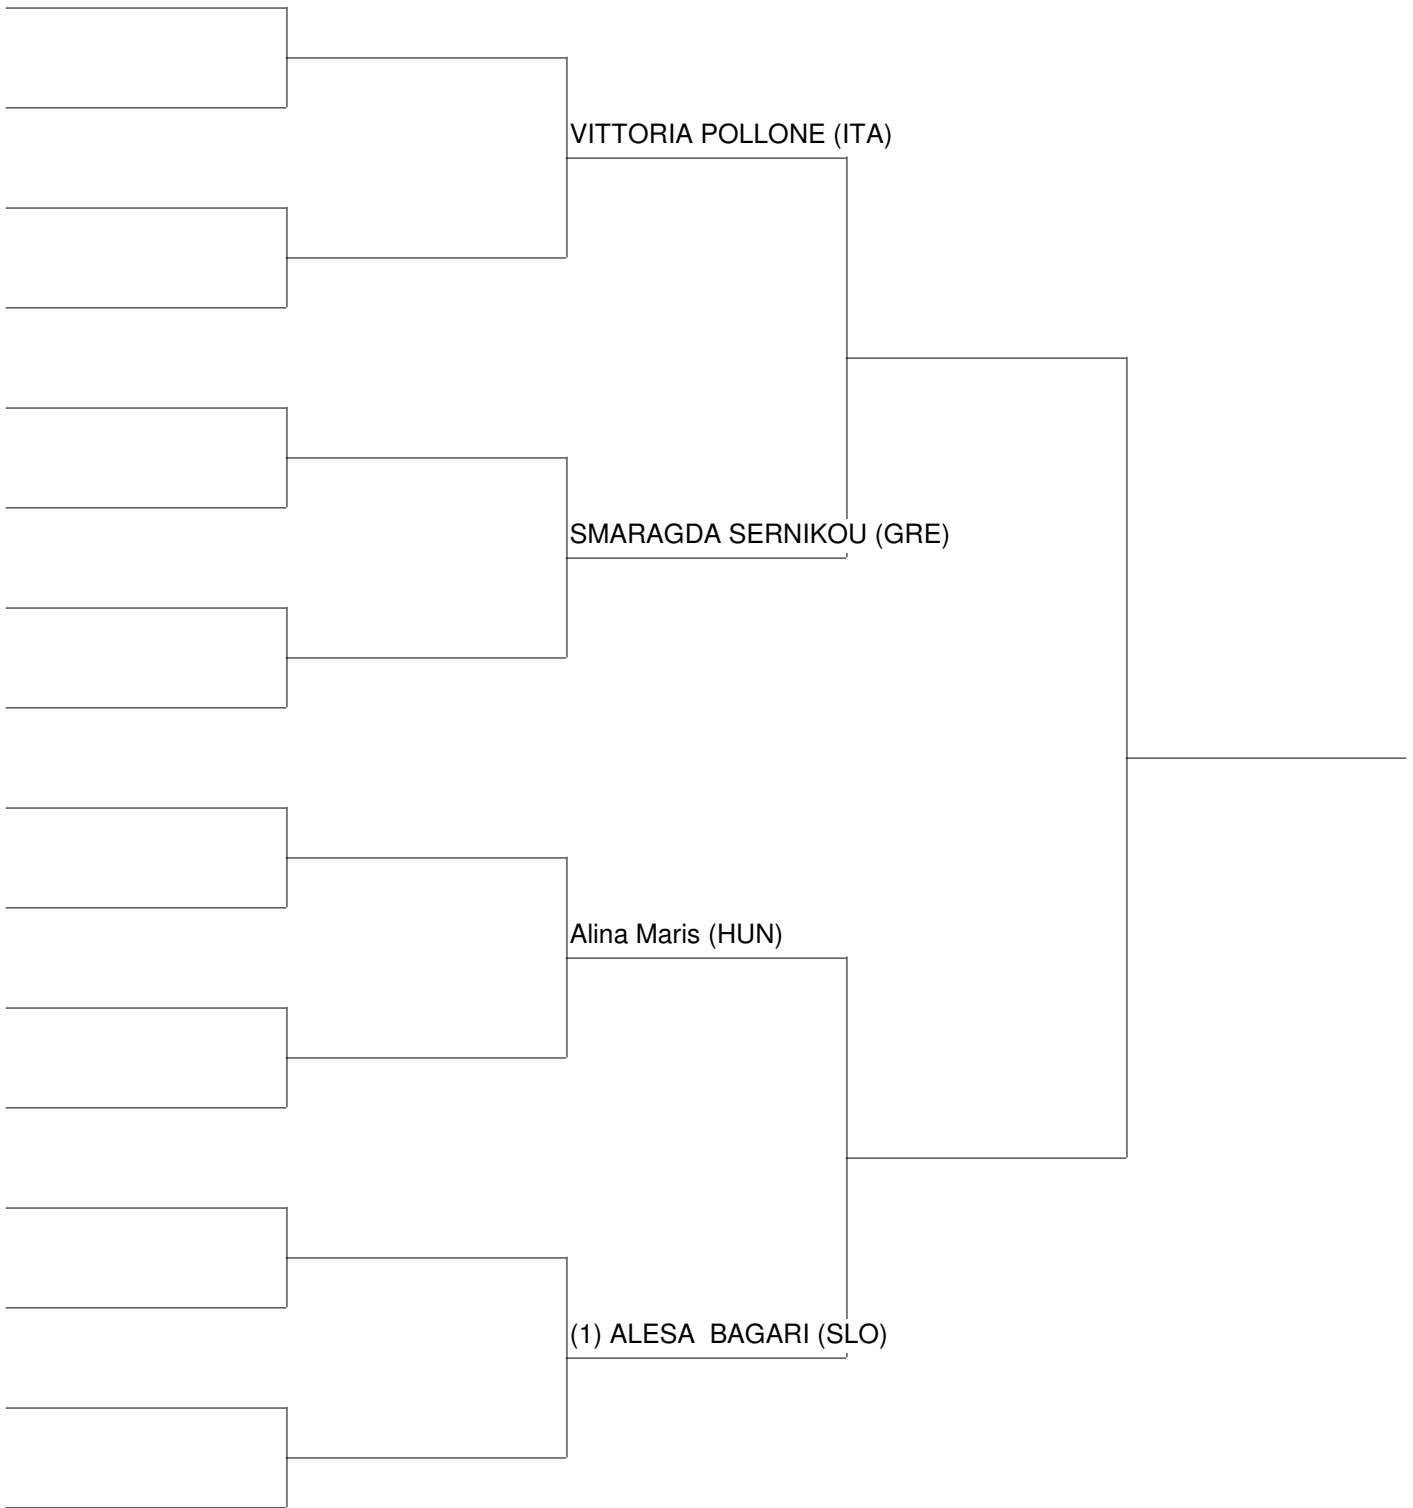 VITTORIA POLLONE (ITA)
SMARAGDA SERNIKOU (GRE)
Alina Maris (HUN)
(1) ALESA  BAGARI (SLO)